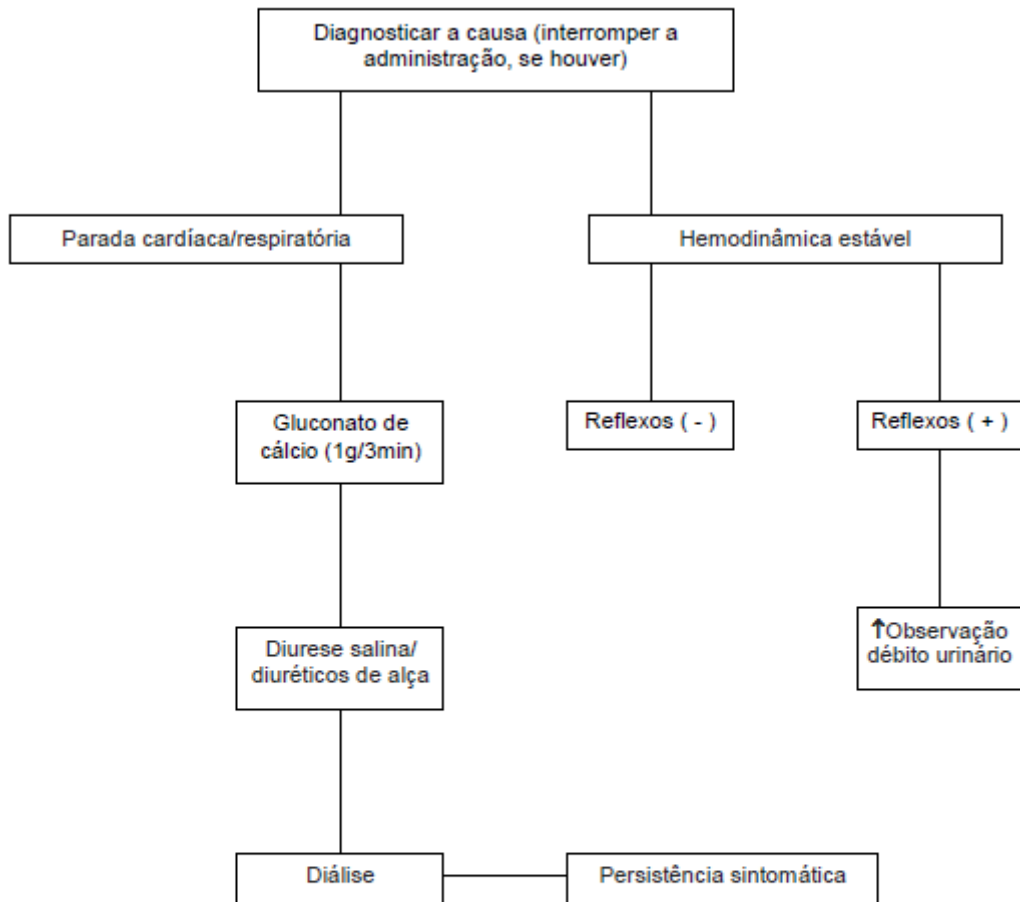 Diagnosticar a causa (interromper a
administração, se houver)
Parada cardíaca/respiratória
Hemodinâmica estável
Gluconato de
cálcio (1g/3min)
Reflexos ( - )
Reflexos ( + )
Diurese salina/
diuréticos de alça
↑Observação
débito urinário
Diálise
Persistência sintomática